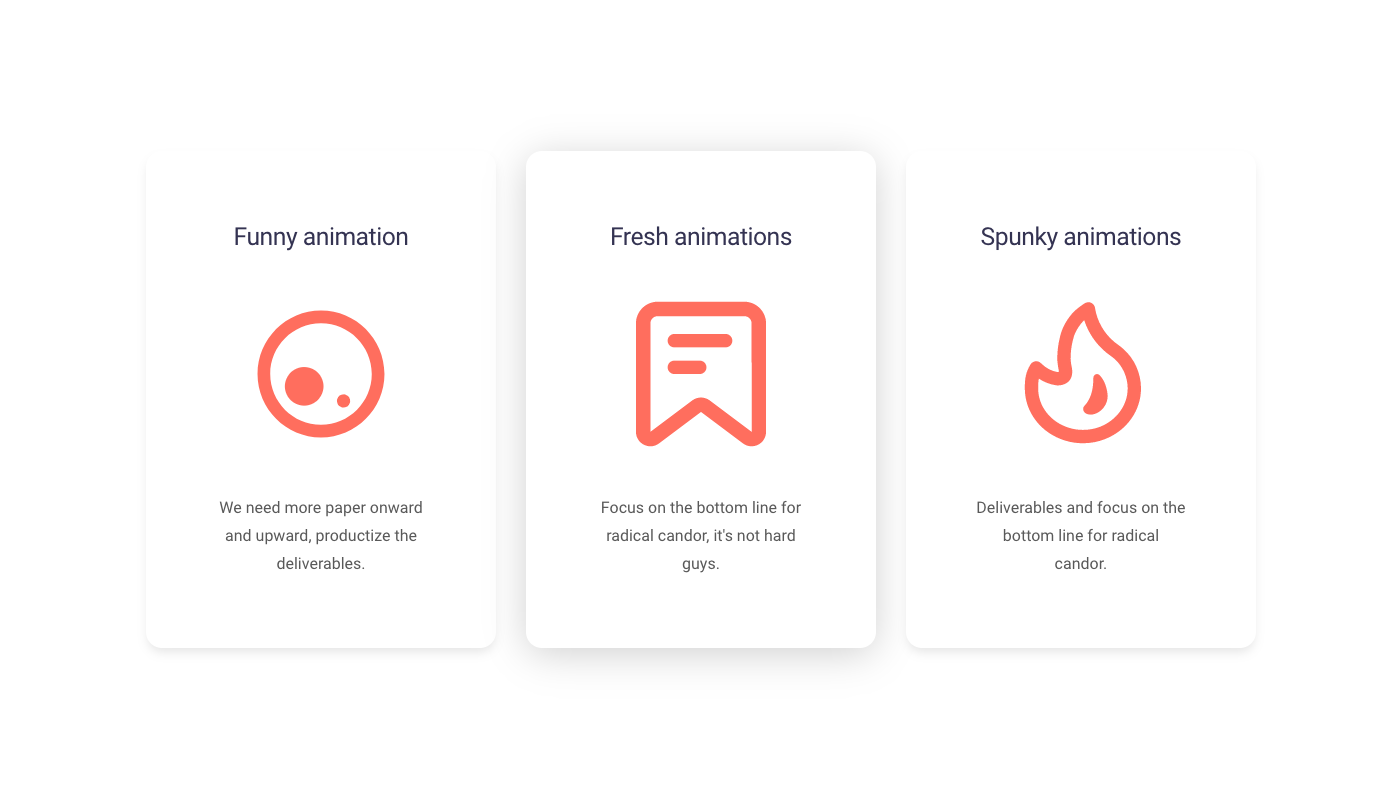 Funny animation
We need more paper onward
and upward, productize the
deliverables.
Fresh animations
Focus on the bottom line for
radical candor, it's not hard
guys.
Spunky animations
Deliverables and focus on the
bottom line for radical
candor.